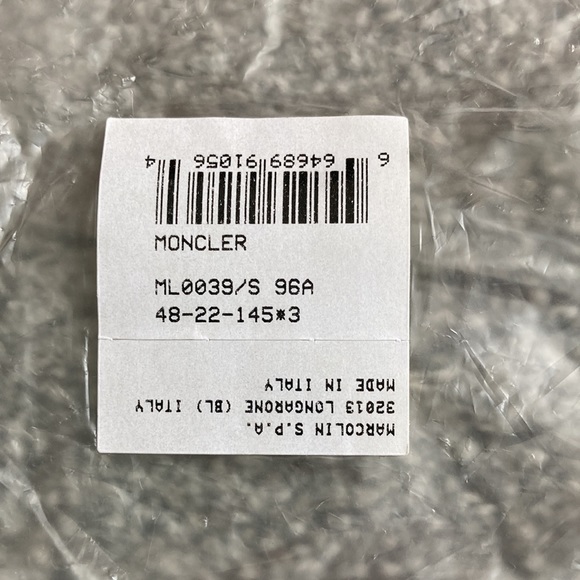 6 64689 91056 4
MONCLER
ML0039/S 96A
48-22-145*3
MARCOLIN S.P.A.
32013 LONGARONE (BL) ITALY
MADE IN ITALY